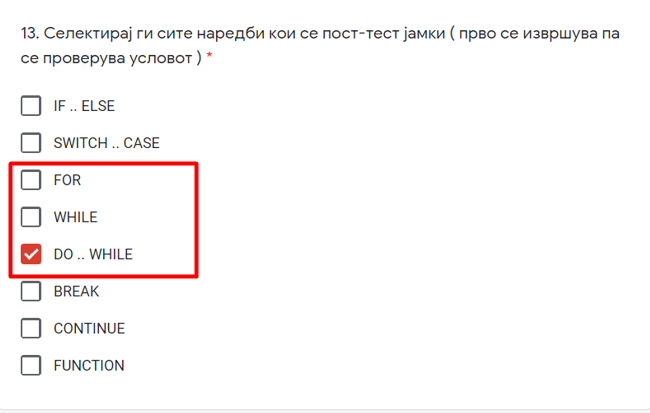 13. Селектирај ги сите наредби кои се пост-тест јамки ( прво се извршува па
се проверува условот ) *
IF .. ELSE
SWITCH .. CASE
FOR
WHILE
DO .. WHILE
BREAK
CONTINUE
FUNCTION